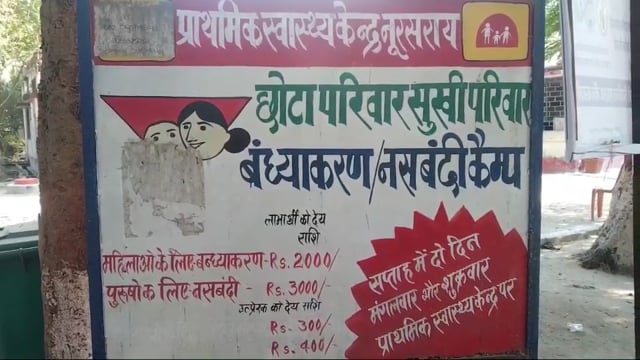 प्राथमिक स्वास्थ्य केन्द्र नूरसराय
छोटा परिवार सुखी परिवार
बंध्याकरण/नसबंदी कैम्प
लाभार्थी को देय
राशि
महिलाओ के लिए बन्ध्याकरण - Rs. 2000/-
पुरूषो के लिए नसबंदी - Rs. 3000/-
उत्प्रेरक को देय राशि
Rs. 300/-
Rs. 400/-
सप्ताह में दो दिन
मंगलवार और शुक्रवार
प्राथमिक स्वास्थ्य केन्द्र पर